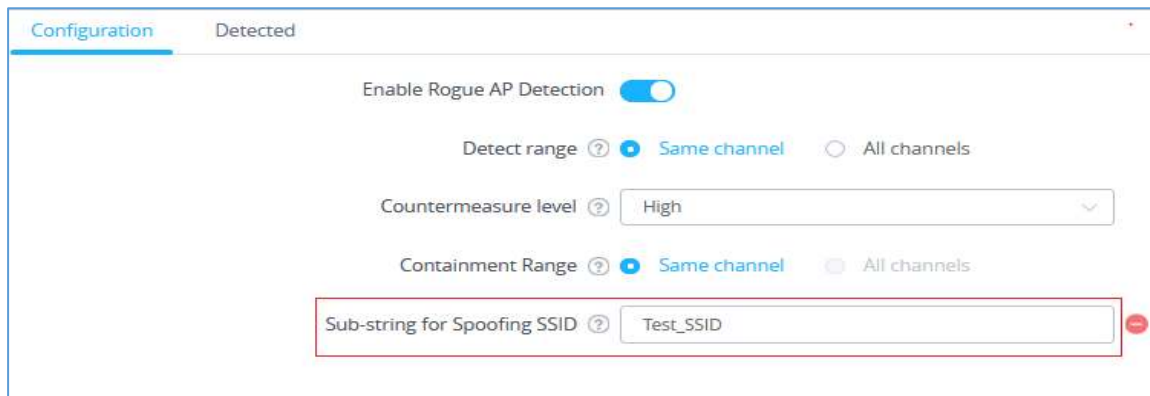 Configuration Detected
Enable Rogue AP Detection
Detect range ? Same channel All channels
Countermeasure level ? High
Containment Range ? Same channel All channels
Sub-string for Spoofing SSID ? Test_SSID